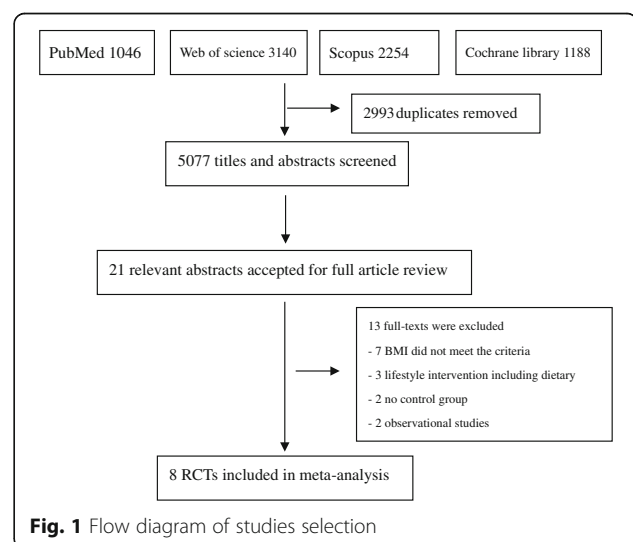 PubMed 1046
Web of science 3140
Scopus 2254
Cochrane library 1188
2993 duplicates removed
5077 titles and abstracts screened
21 relevant abstracts accepted for full article review
13 full-texts were excluded
- 7 BMI did not meet the criteria
- 3 lifestyle intervention including dietary
- 2 no control group
- 2 observational studies
8 RCTs included in meta-analysis
Fig. 1 Flow diagram of studies selection